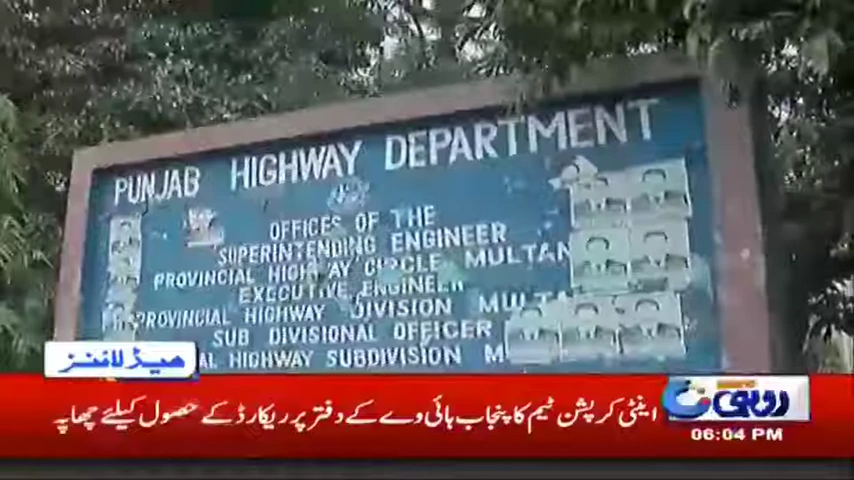 PUNJAB HIGHWAY DEPARTMENT
OFFICES OF THE
SUPERINTENDING ENGINEER
PROVINCIAL HIGHWAY CIRCLE MULTAN
EXECUTIVE ENGINEER
PROVINCIAL HIGHWAY DIVISION MULTAN
SUB DIVISIONAL OFFICER
HIGHWAY SUBDIVISION
ہیڈلائنز
اینٹی کرپشن ٹیم کا پنجاب ہائی وے کے دفتر پر ریکارڈ کے حصول کیلئے چھاپہ
روہی
06:04 PM